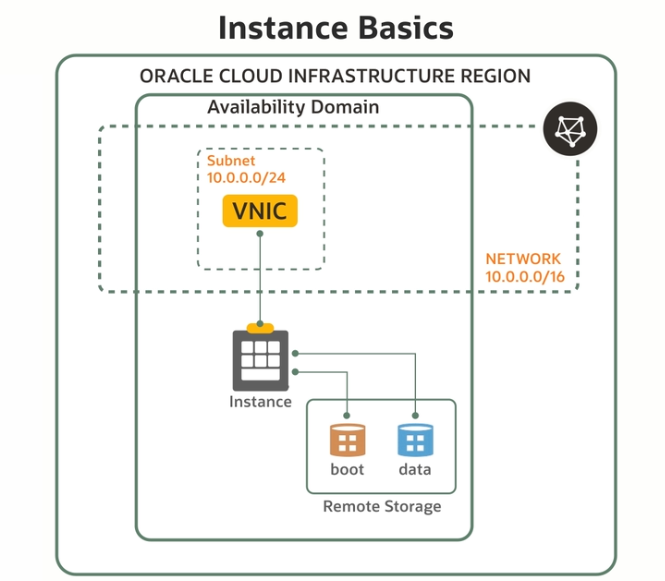 Instance Basics
ORACLE CLOUD INFRASTRUCTURE REGION
Availability Domain
Subnet
10.0.0.0/24
VNIC
NETWORK
10.0.0.0/16
Instance
boot
data
Remote Storage